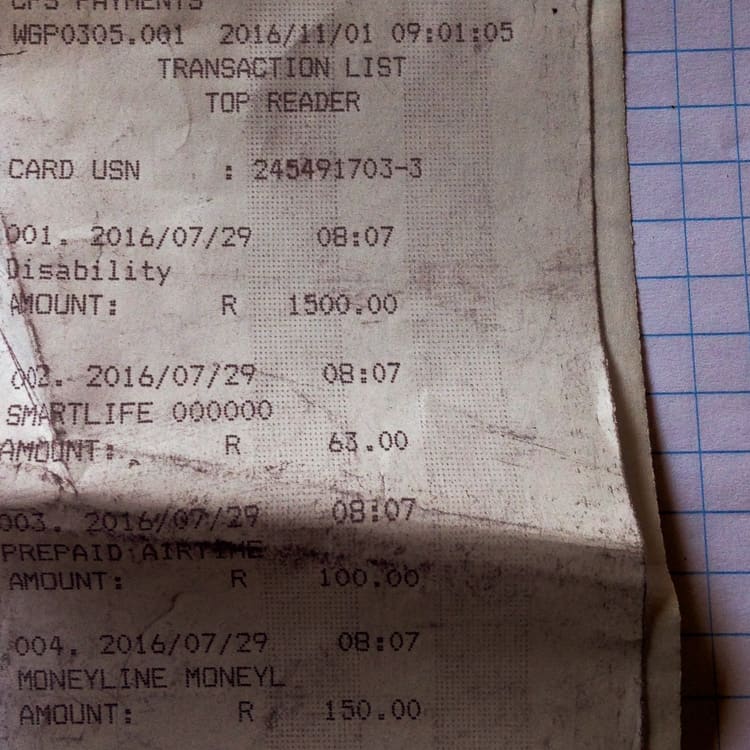 CPS PAYMENTS
WGP0305.001 2016/11/01 09:01:05
TRANSACTION LIST
TOP READER
CARD USN : 245491703-3
001. 2016/07/29 08:07
Disability
AMOUNT: R 1500.00
002. 2016/07/29 08:07
SMARTLIFE 000000
AMOUNT: R 63.00
003. 2016/07/29 08:07
PREPAID AIRTIME
AMOUNT: R 100.00
004. 2016/07/29 08:07
MONEYLINE MONEYL
AMOUNT: R 150.00